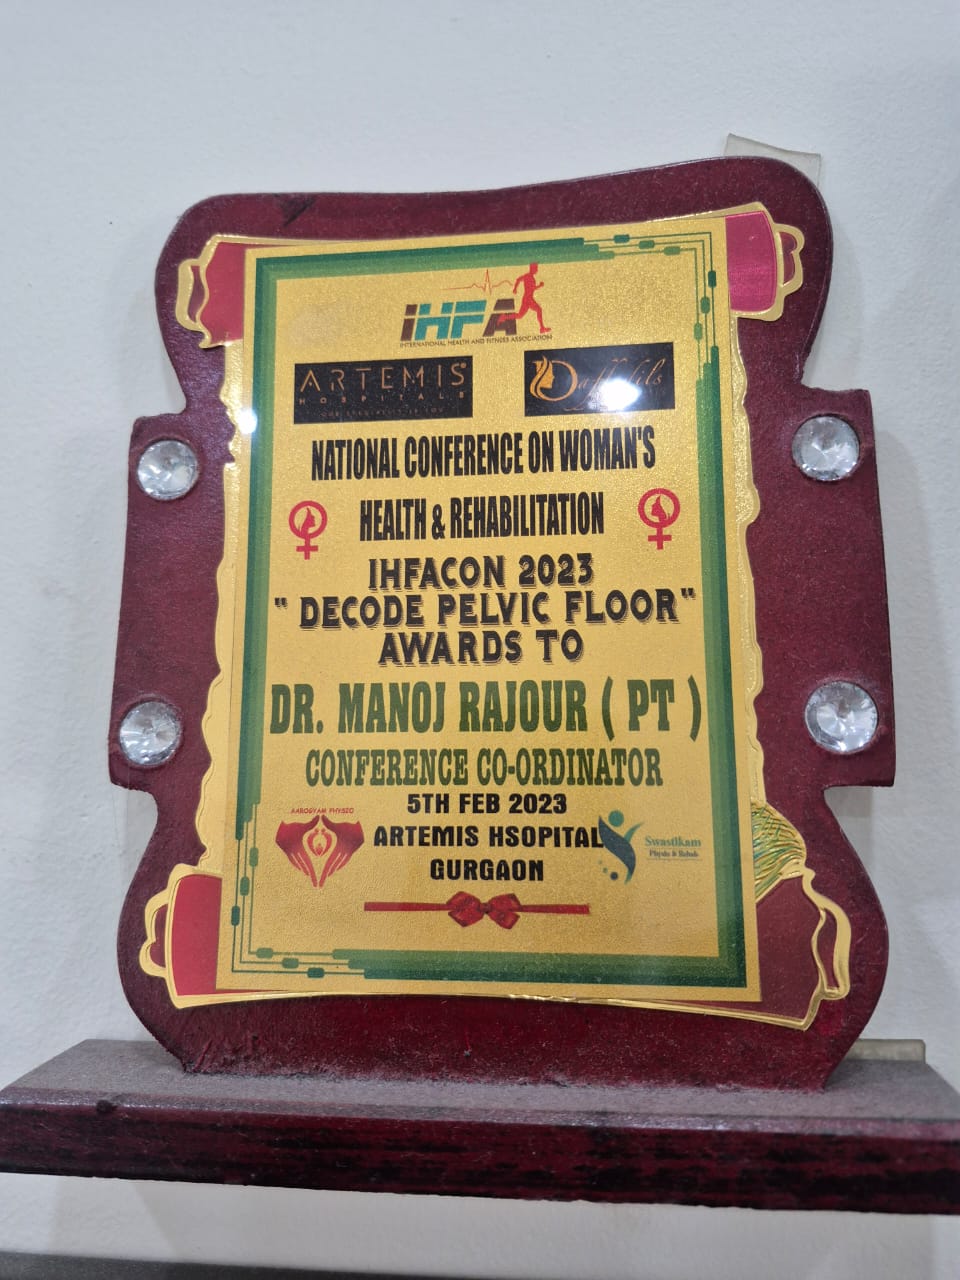 IHFA
INTERNATIONAL HEALTH AND FITNESS ASSOCIATION
ARTEMIS
HOSPITALS
Daffodils
NATIONAL CONFERENCE ON WOMAN'S
HEALTH & REHABILITATION
IHFACON 2023
" DECODE PELVIC FLOOR"
AWARDS TO
DR. MANOJ RAJOUR ( PT )
CONFERENCE CO-ORDINATOR
5TH FEB 2023
AAROGYAM PHYSIO
ARTEMIS HSOPITAL
Swastikam
Physio & Rehab
GURGAON